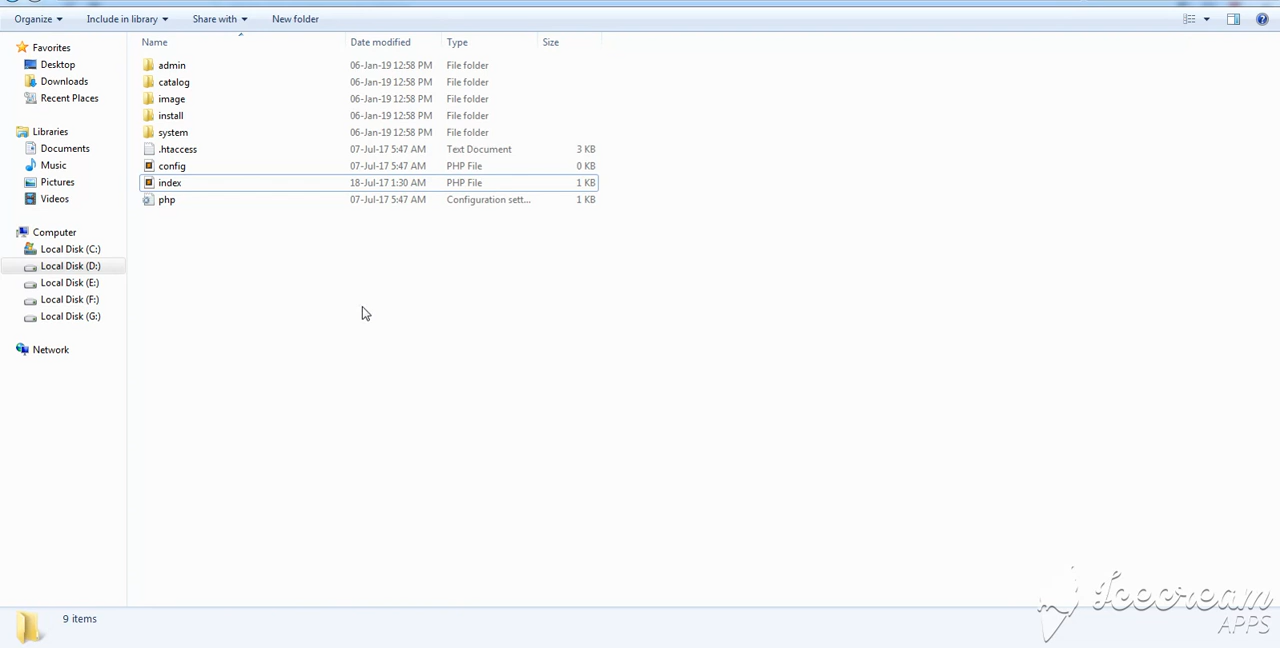 Organize Include in library Share with New folder
Name Date modified Type Size
Favorites
Desktop
Downloads
Recent Places
Libraries
Documents
Music
Pictures
Videos
Computer
Local Disk (C:)
Local Disk (D:)
Local Disk (E:)
Local Disk (F:)
Local Disk (G:)
Network
admin 06-Jan-19 12:58 PM File folder
catalog 06-Jan-19 12:58 PM File folder
image 06-Jan-19 12:58 PM File folder
install 06-Jan-19 12:58 PM File folder
system 06-Jan-19 12:58 PM File folder
.htaccess 07-Jul-17 5:47 AM Text Document 3 KB
config 07-Jul-17 5:47 AM PHP File 0 KB
index 18-Jul-17 1:30 AM PHP File 1 KB
php 07-Jul-17 5:47 AM Configuration sett... 1 KB
9 items
Icecream
APPS